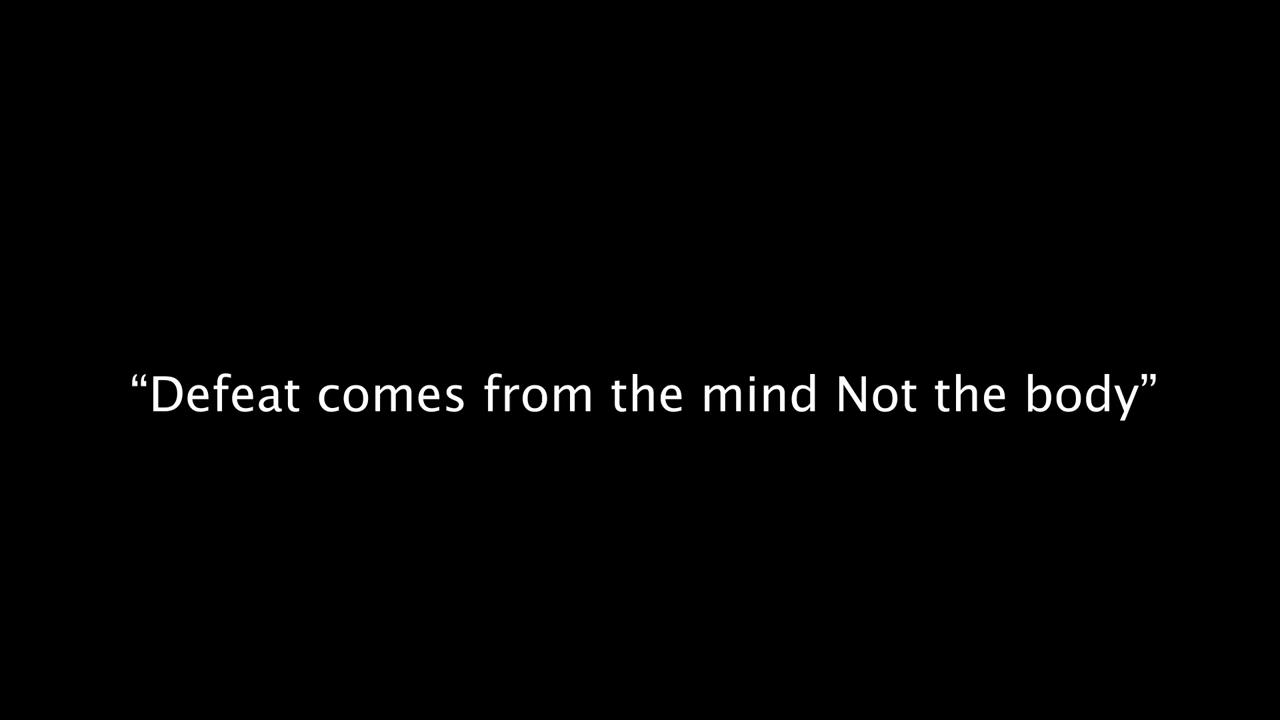 “Defeat comes from the mind Not the body”